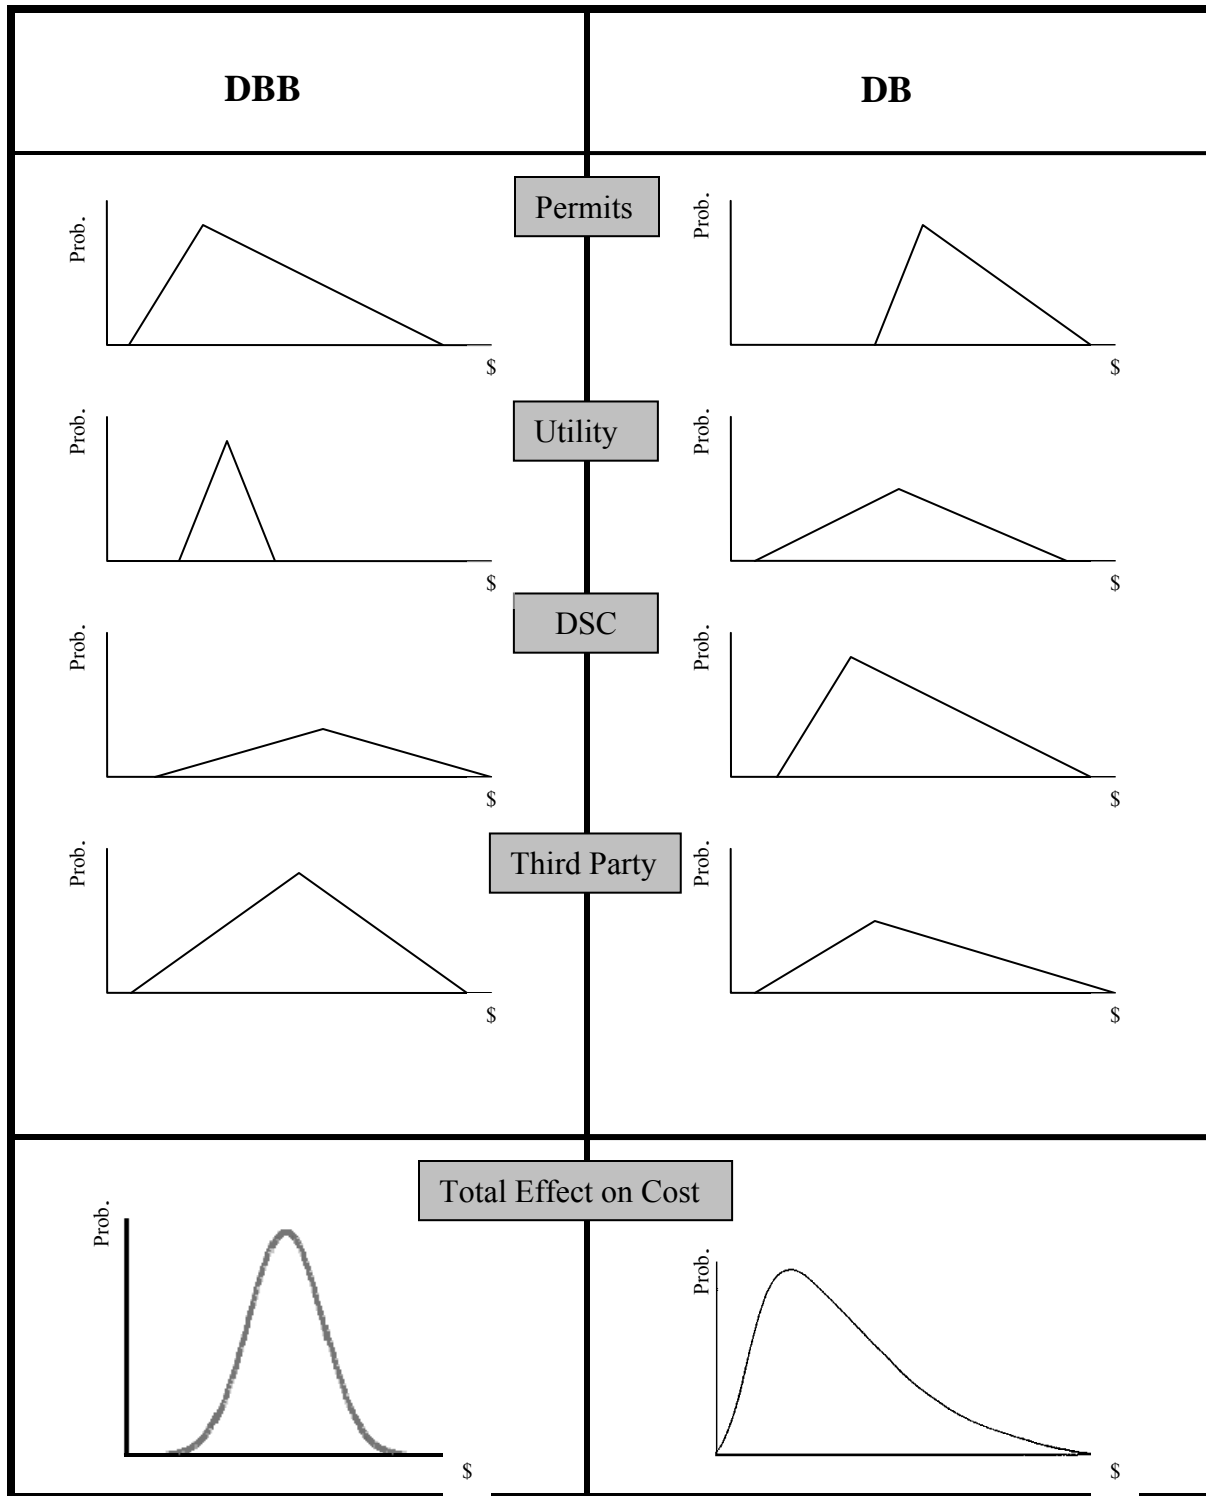 DBB
DB
Permits
Prob.
$
Prob.
$
Utility
Prob.
$
Prob.
$
DSC
Prob.
$
Prob.
$
Third Party
Prob.
$
Prob.
$
Total Effect on Cost
Prob.
$
Prob.
$